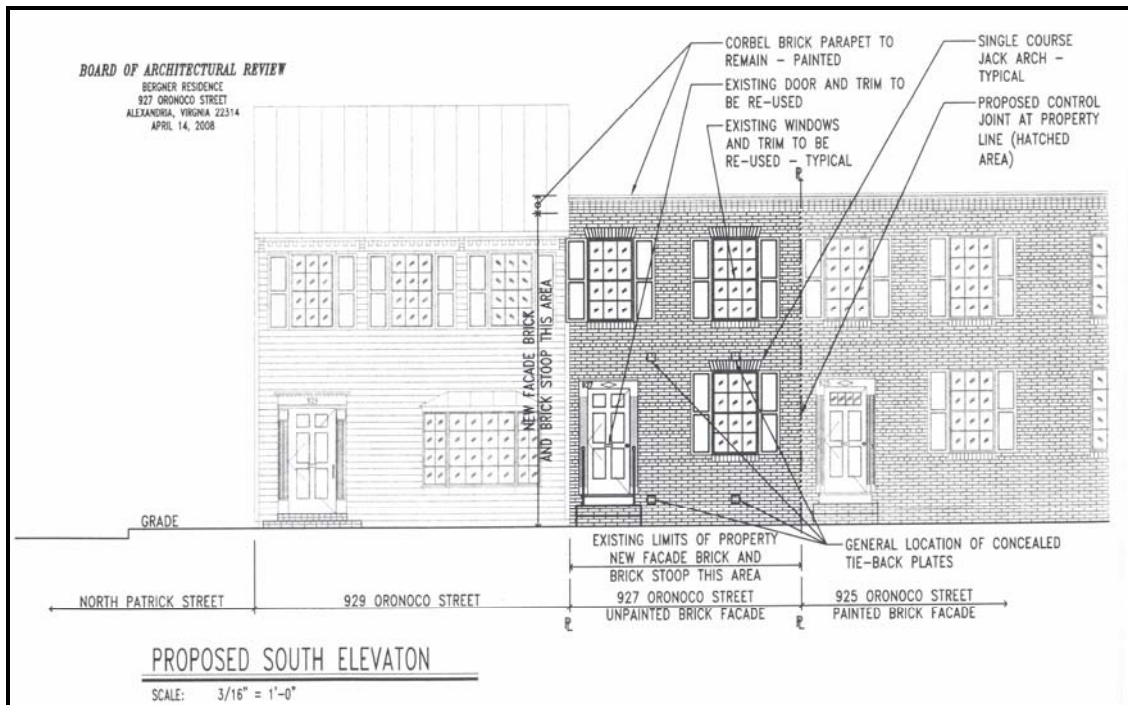 BOARD OF ARCHITECTURAL REVIEW
BERGNER RESIDENCE
927 ORONOCO STREET
ALEXANDRIA, VIRGNIA 22314
APRIL 14, 2008
CORBEL BRICK PARAPET TO
REMAIN - PAINTED
EXISTING DOOR AND TRIM TO
BE RE-USED
EXISTING WINDOWS
AND TRIM TO BE
RE-USED - TYPICAL
SINGLE COURSE
JACK ARCH -
TYPICAL
PROPOSED CONTROL
JOINT AT PROPERTY
LINE (HATCHED
AREA)
PL
NEW FACADE BRICK
AND BRICK STOOP THIS AREA
929
927
GRADE
EXISTING LIMITS OF PROPERTY
NEW FACADE BRICK AND
BRICK STOOP THIS AREA
GENERAL LOCATION OF CONCEALED
TIE-BACK PLATES
NORTH PATRICK STREET
929 ORONOCO STREET
927 ORONOCO STREET
UNPAINTED BRICK FACADE
925 ORONOCO STREET
PAINTED BRICK FACADE
PL
PL
PROPOSED SOUTH ELEVATON
SCALE: 3/16" = 1'-0"